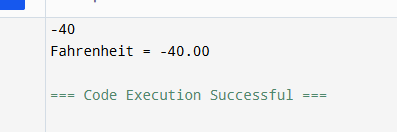 -40
Fahrenheit = -40.00
=== Code Execution Successful ===